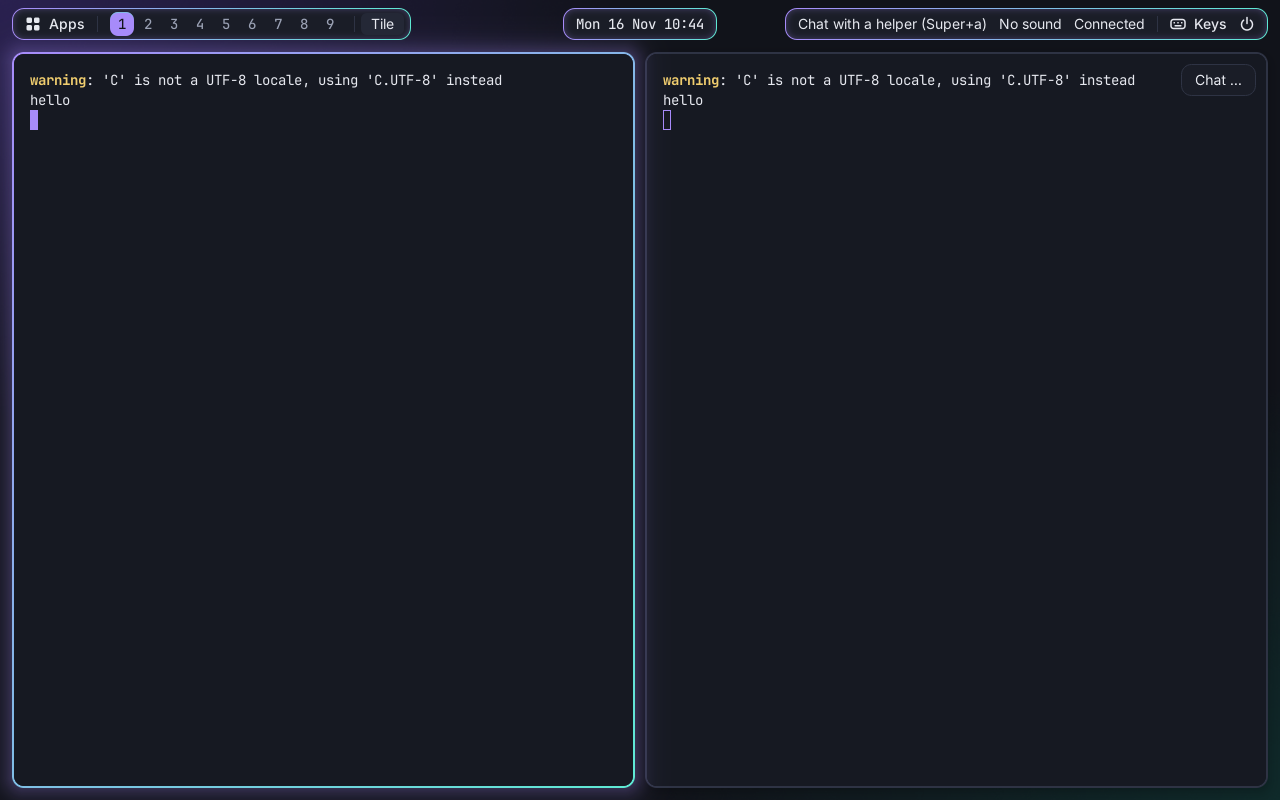 Apps 1 2 3 4 5 6 7 8 9 Tile
Mon 16 Nov 10:44
Chat with a helper (Super+a) No sound Connected Keys
warning: 'C' is not a UTF-8 locale, using 'C.UTF-8' instead
hello
warning: 'C' is not a UTF-8 locale, using 'C.UTF-8' instead
hello
Chat ...